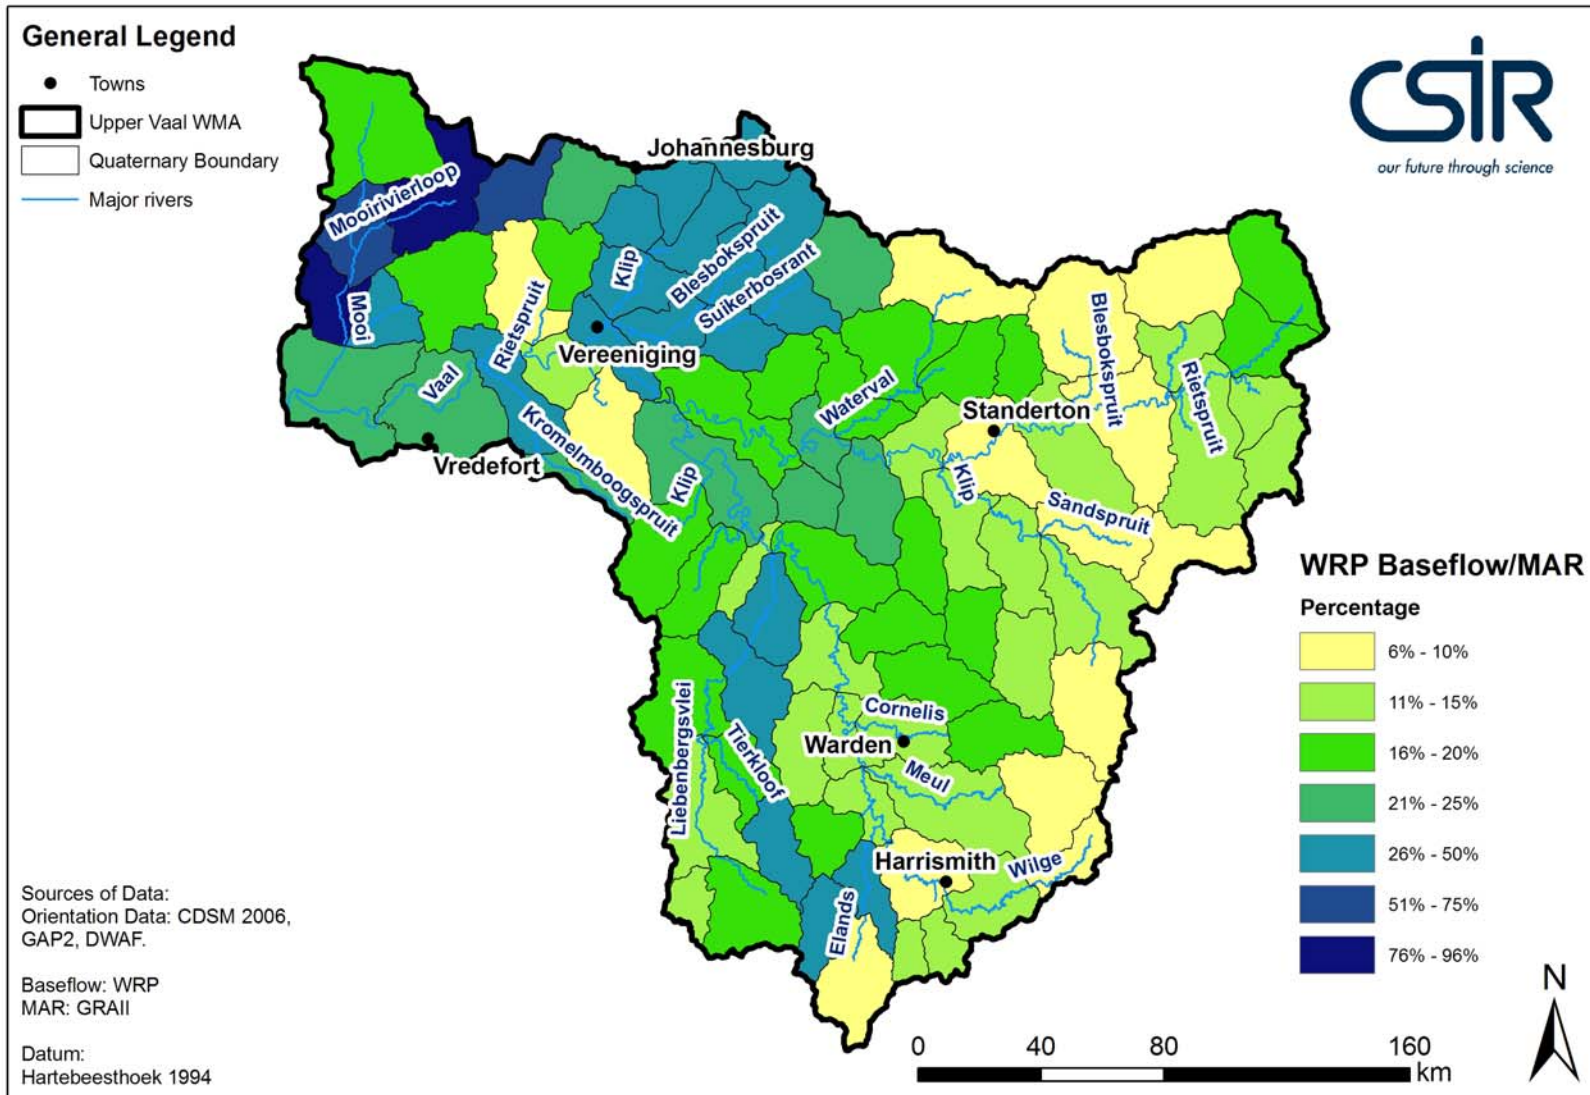 General Legend
Towns
Upper Vaal WMA
Quaternary Boundary
Major rivers
CSIR
our future through science
Johannesburg
Mooirivierloop
Mooi
Klip
Blesbokspruit
Suikerbosrant
Rietspruit
Vereeniging
Vaal
Vredefort
Kromelmboogspruit
Klip
Waterval
Standerton
Blesbokspruit
Rietspruit
Klip
Sandspruit
Liebenbergsvlei
Tierkloof
Cornelis
Warden
Meul
Harrismith
Wilge
Elands
WRP Baseflow/MAR
Percentage
6% - 10%
11% - 15%
16% - 20%
21% - 25%
26% - 50%
51% - 75%
76% - 96%
Sources of Data:
Orientation Data: CDSM 2006,
GAP2, DWAF.
Baseflow: WRP
MAR: GRAII
Datum:
Hartebeesthoek 1994
0 40 80 160
km
N